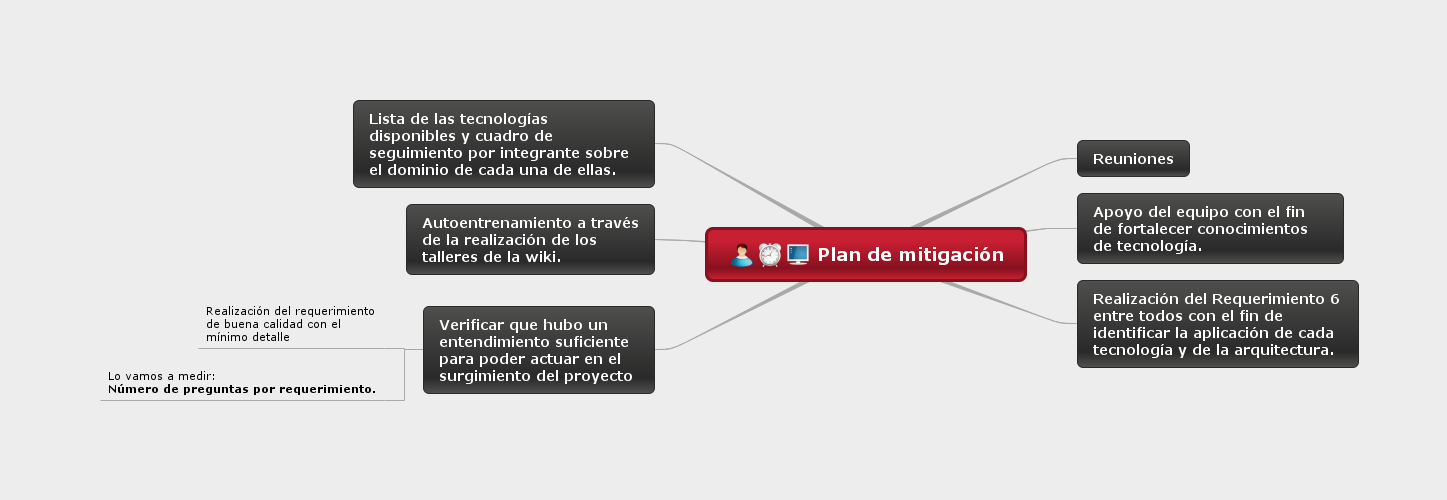 Plan de mitigación
Reuniones
Apoyo del equipo con el fin
de fortalecer conocimientos
de tecnología.
Realización del Requerimiento 6
entre todos con el fin de
identificar la aplicación de cada
tecnología y de la arquitectura.
Lista de las tecnologías
disponibles y cuadro de
seguimiento por integrante sobre
el dominio de cada una de ellas.
Autoentrenamiento a través
de la realización de los
talleres de la wiki.
Verificar que hubo un
entendimiento suficiente
para poder actuar en el
surgimiento del proyecto
Realización del requerimiento
de buena calidad con el
mínimo detalle
Lo vamos a medir:
Número de preguntas por requerimiento.